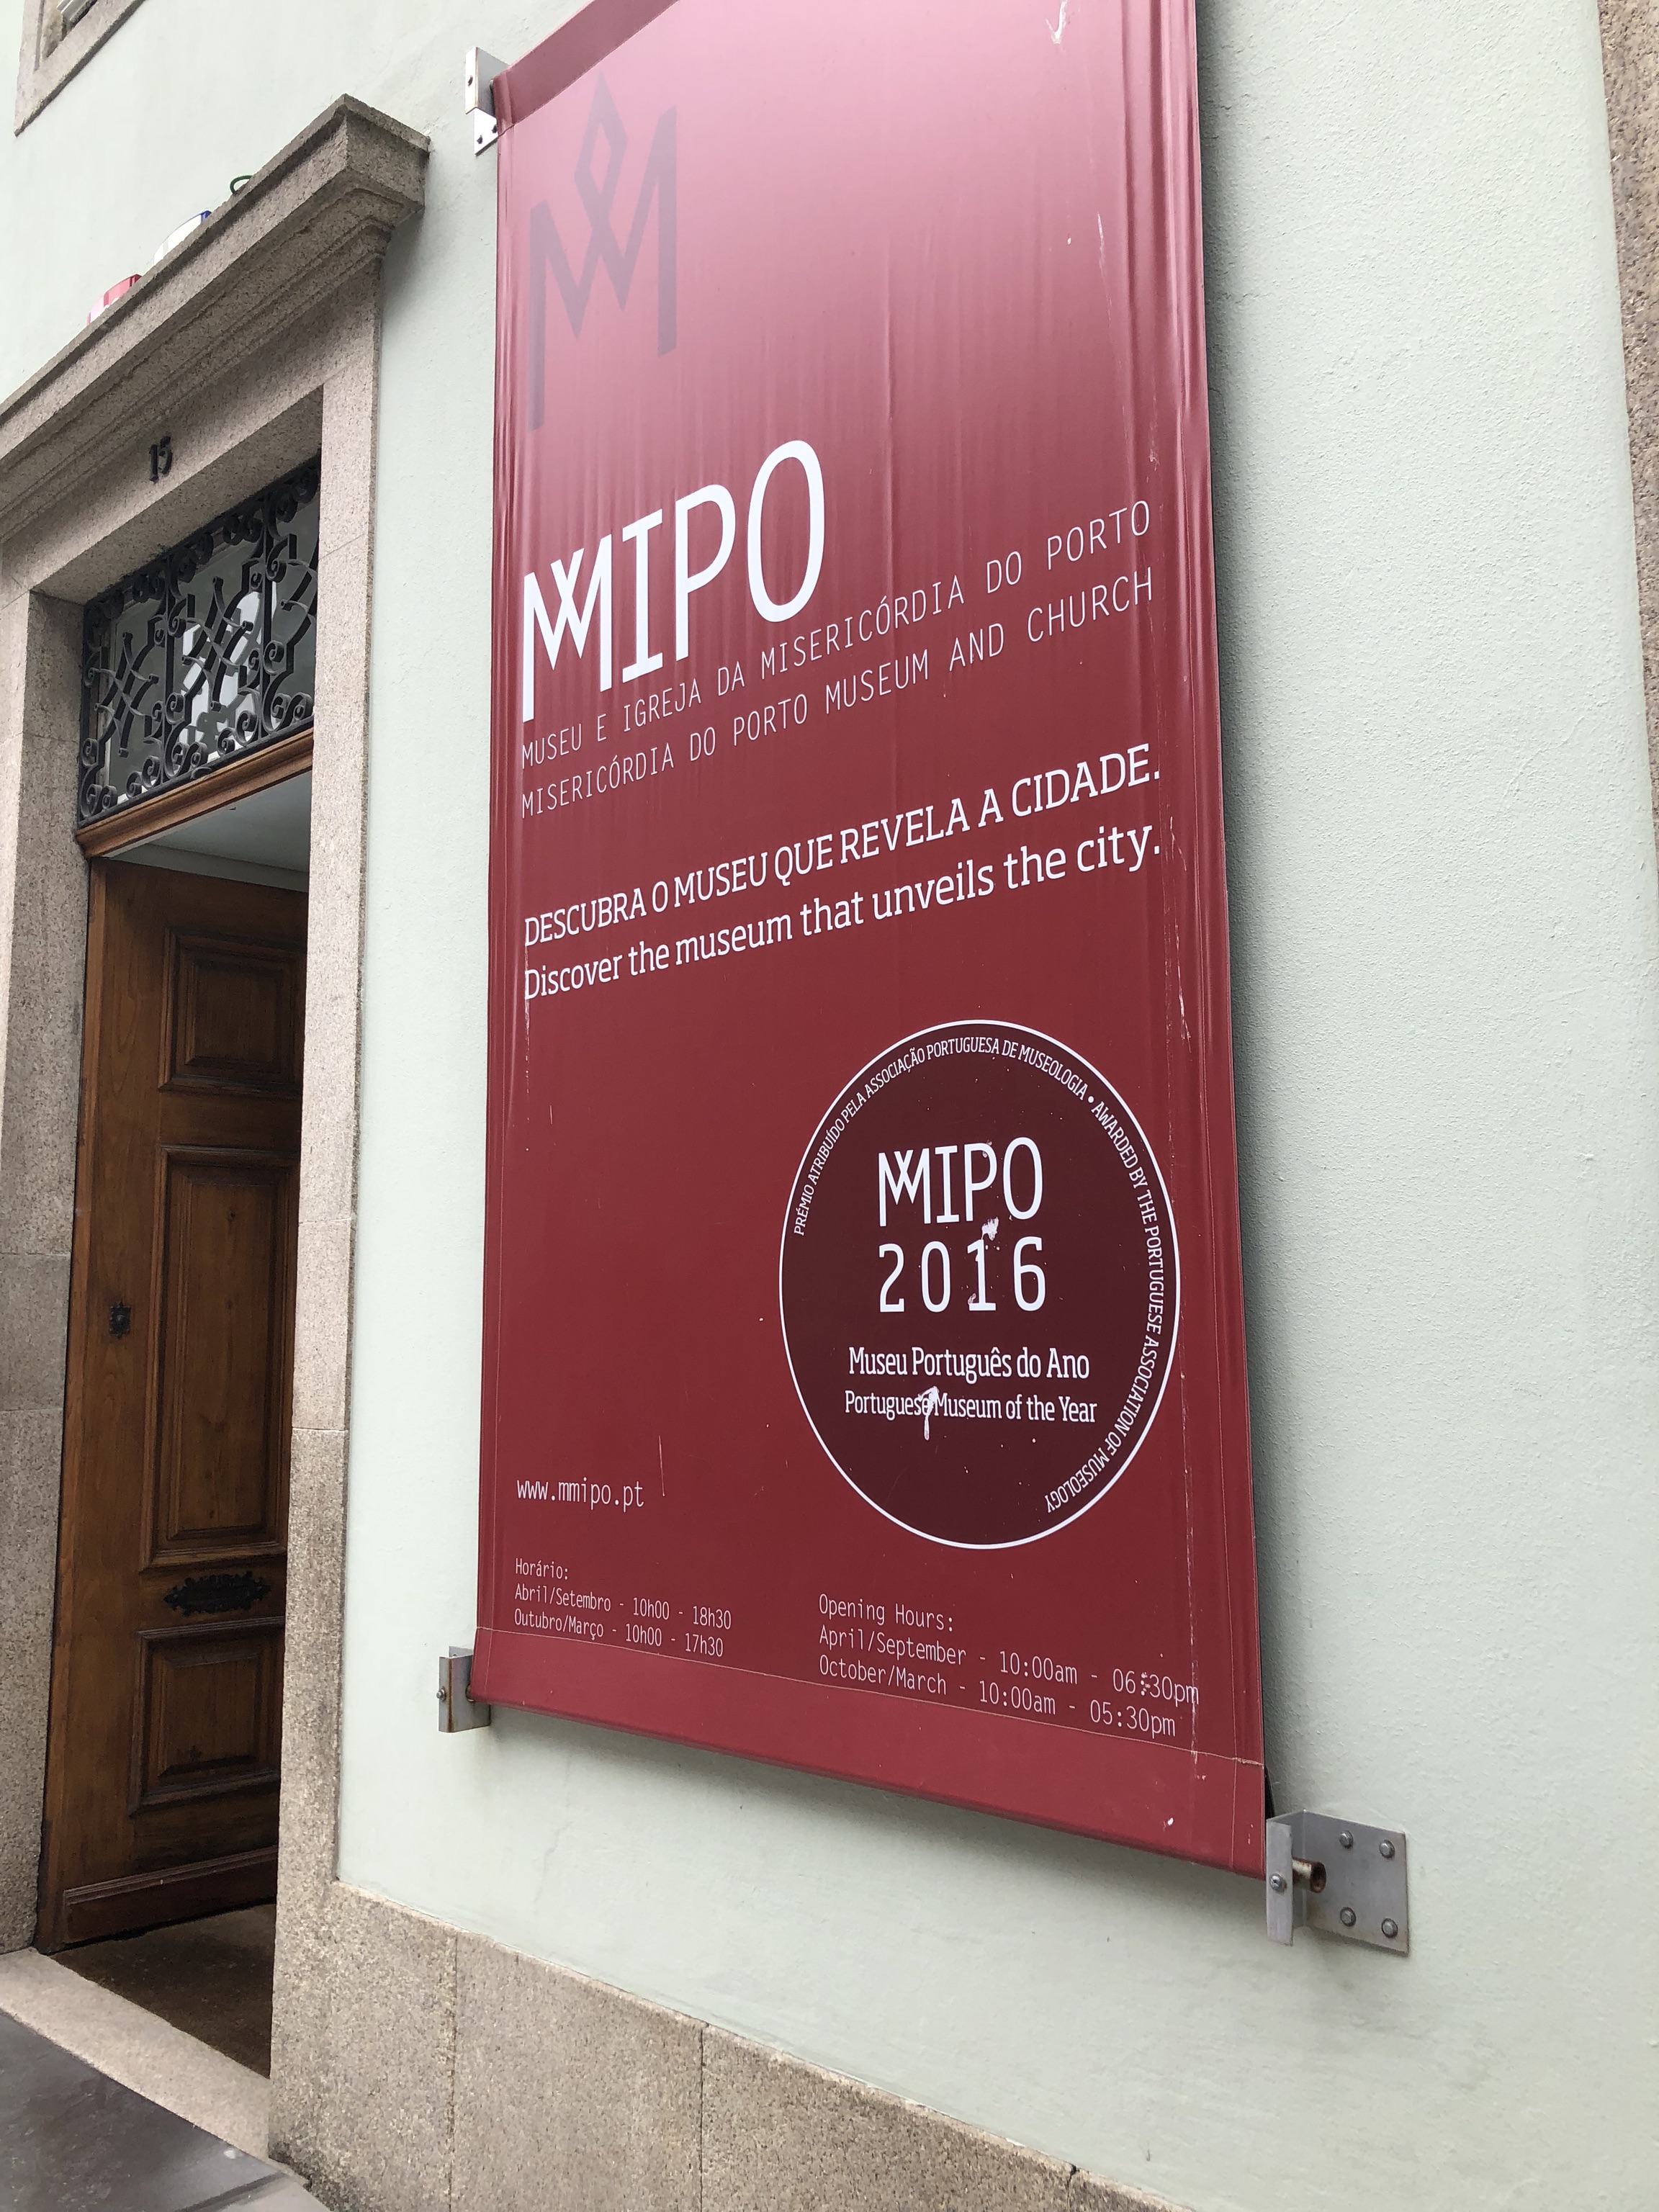 15
MMIPO
MUSEU E IGREJA DA MISERICÓRDIA DO PORTO
MISERICÓRDIA DO PORTO MUSEUM AND CHURCH
DESCUBRA O MUSEU QUE REVELA A CIDADE.
Discover the museum that unveils the city.
PRÉMIO ATRIBUÍDO PELA ASSOCIAÇÃO PORTUGUESA DE MUSEOLOGIA • AWARDED BY THE PORTUGUESE ASSOCIATION OF MUSEOLOGY
MMIPO
2016
Museu Português do Ano
Portuguese Museum of the Year
www.mmipo.pt
Horário:
Abril/Setembro - 10h00 - 18h30
Outubro/Março - 10h00 - 17h30
Opening Hours:
April/September - 10:00am - 06:30pm
October/March - 10:00am - 05:30pm